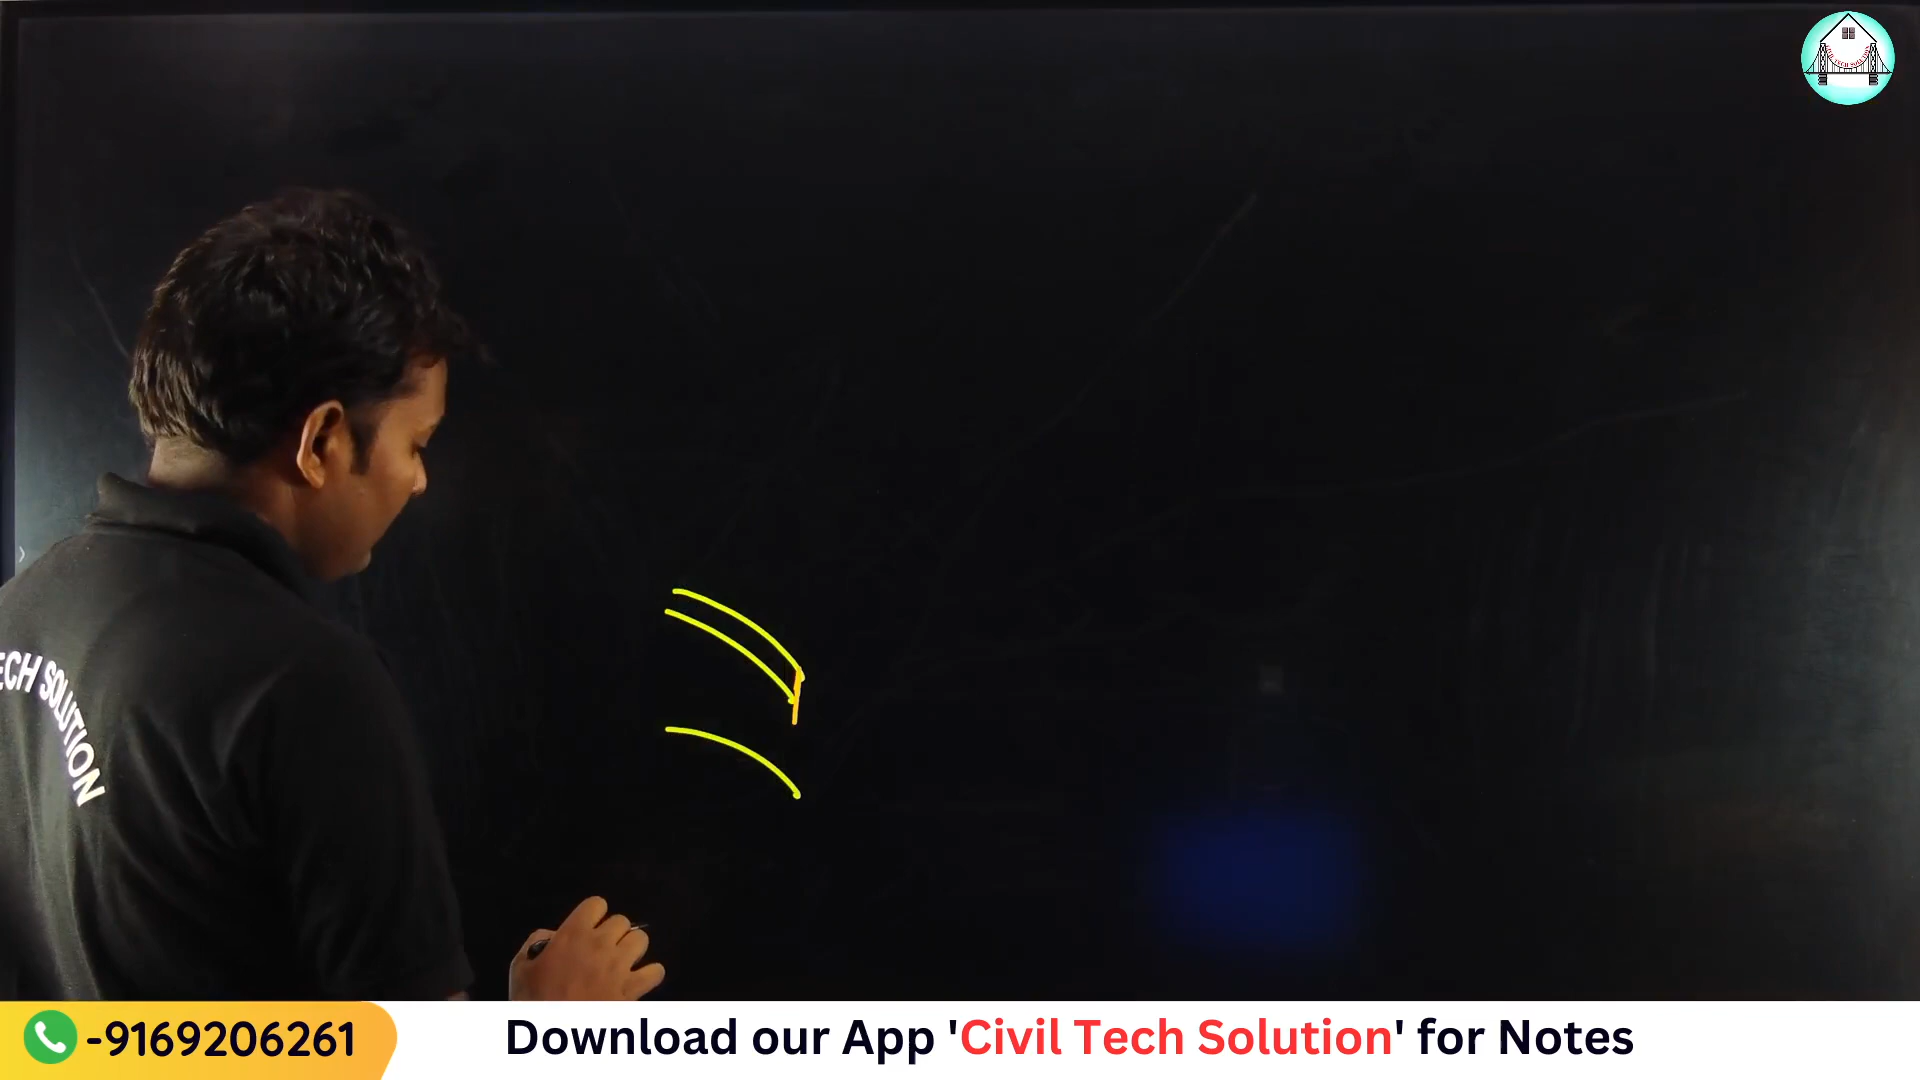 ECH SOLUTION
-9169206261
Download our App 'Civil Tech Solution' for Notes